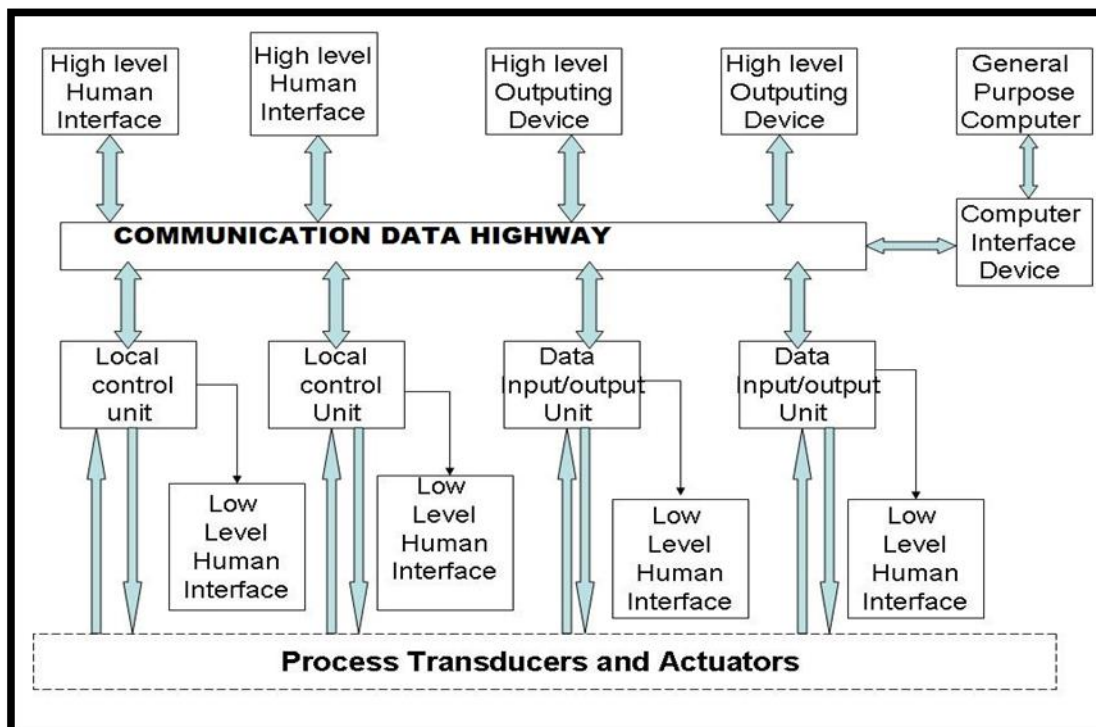 High level
Human
Interface
High level
Human
Interface
High level
Outputing
Device
High level
Outputing
Device
General
Purpose
Computer
COMMUNICATION DATA HIGHWAY
Computer
Interface
Device
Local
control
unit
Local
control
Unit
Data
Input/output
Unit
Data
Input/output
Unit
Low
Level
Human
Interface
Low
Level
Human
Interface
Low
Level
Human
Interface
Low
Level
Human
Interface
Process Transducers and Actuators